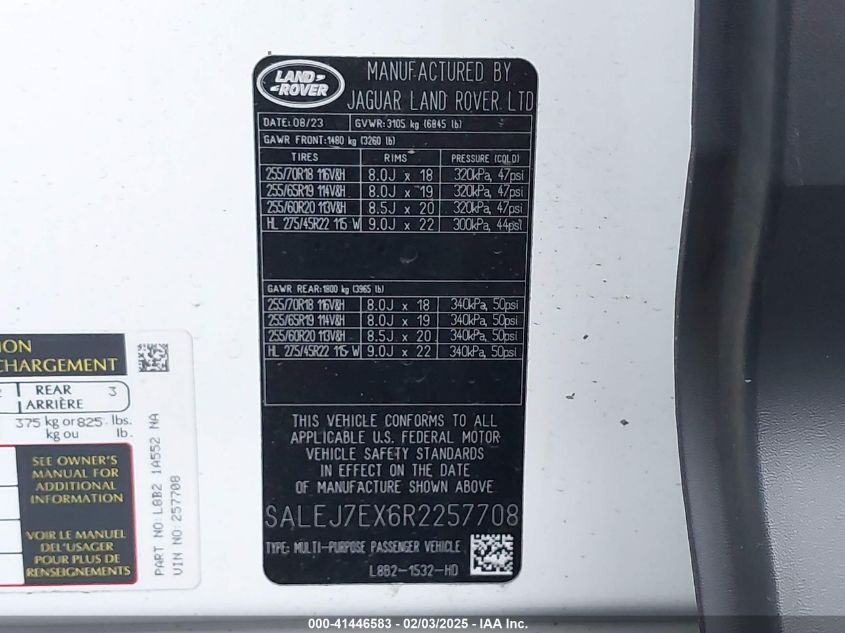 LAND
ROVER
MANUFACTURED BY
JAGUAR LAND ROVER LTD
DATE: 08/23 GVWR: 3105 kg (6845 lb)
GAWR FRONT: 1480 kg (3260 lb)
TIRES RIMS PRESSURE (COLD)
255/70R18 116V&H 8.0J x 18 320kPa, 47psi
255/65R19 114V&H 8.0J x 19 320kPa, 47psi
255/60R20 113V&H 8.5J x 20 320kPa, 47psi
HL 275/45R22 115 W 9.0J x 22 300kPa, 44psi
GAWR REAR: 1800 kg (3965 lb)
255/70R18 116V&H 8.0J x 18 340kPa, 50psi
255/65R19 114V&H 8.0J x 19 340kPa, 50psi
255/60R20 113V&H 8.5J x 20 340kPa, 50psi
HL 275/45R22 115 W 9.0J x 22 340kPa, 50psi
THIS VEHICLE CONFORMS TO ALL
APPLICABLE U.S. FEDERAL MOTOR
VEHICLE SAFETY STANDARDS
IN EFFECT ON THE DATE
OF MANUFACTURE SHOWN ABOVE
SALEJ7EX6R2257708
TYPE: MULTI-PURPOSE PASSENGER VEHICLE
L8B2-1532-HD
ION
CHARGEMENT
REAR 3
ARRIÈRE
375 kg or 825 lbs.
kg ou lb.
SEE OWNER'S
MANUAL FOR
ADDITIONAL
INFORMATION
VOIR LE MANUEL
DEL'USAGER
POUR PLUS DE
RENSEIGNEMENTS
PART NO: L8B2 1A552 NA
VIN NO: 257708
000-41446583 - 02/03/2025 - IAA Inc.